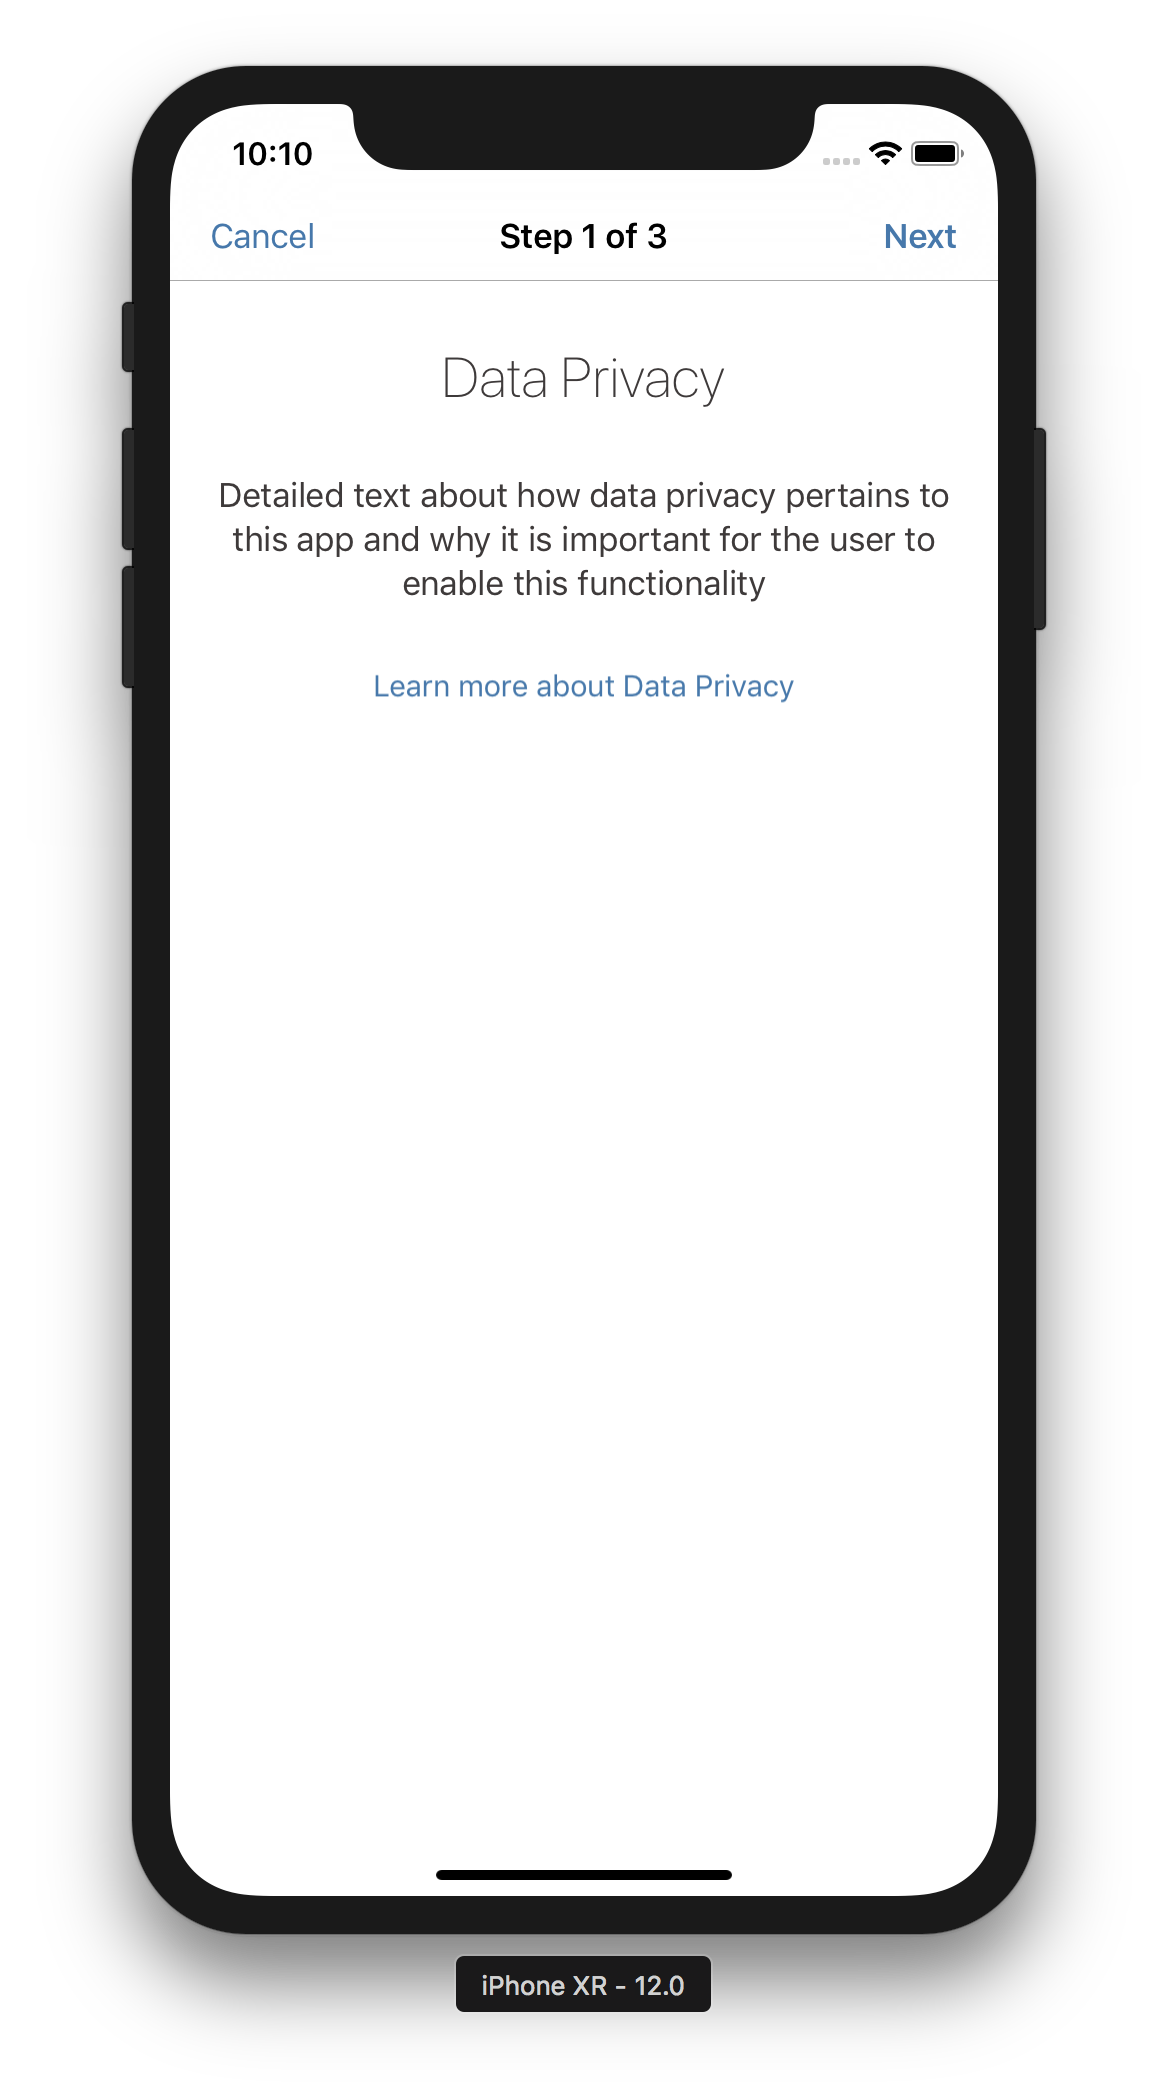 10:10
Cancel
Step 1 of 3
Next
Data Privacy
Detailed text about how data privacy pertains to
this app and why it is important for the user to
enable this functionality
Learn more about Data Privacy
iPhone XR - 12.0